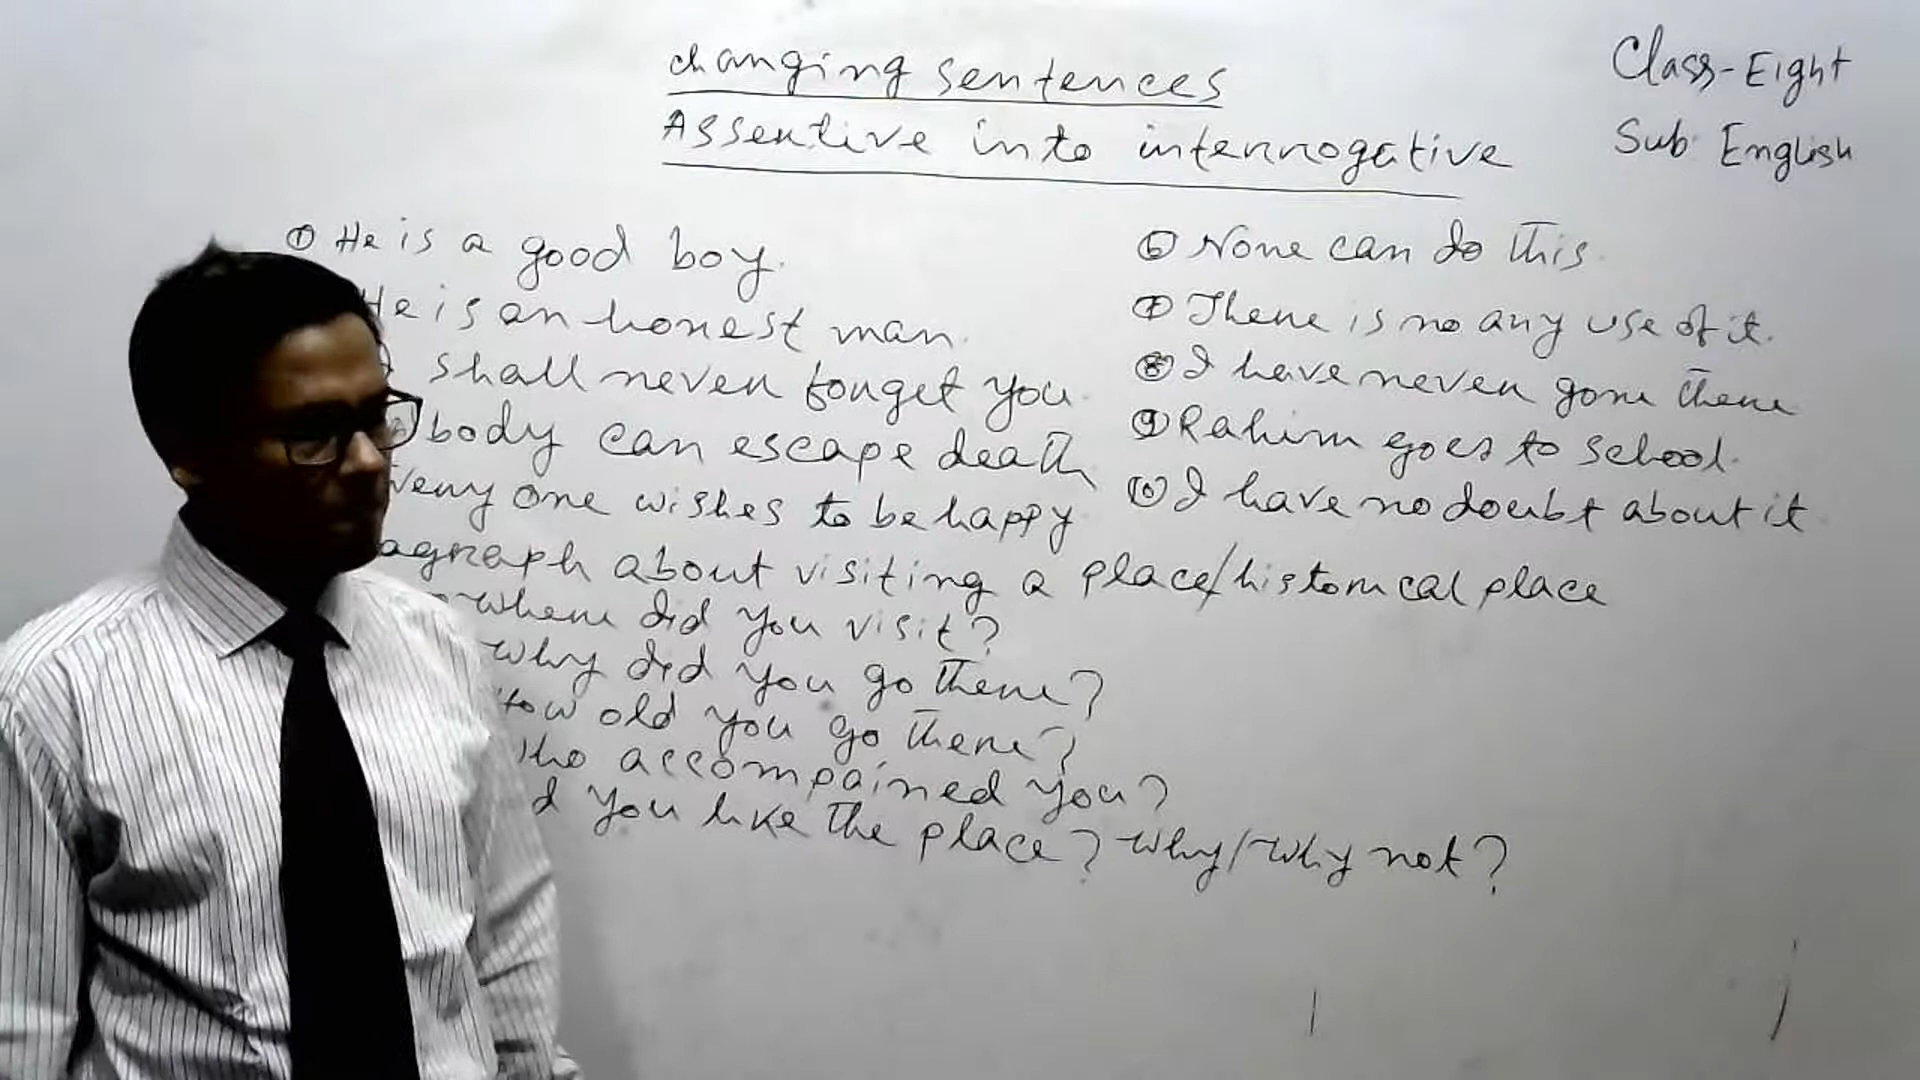 Changing sentences
Assertive into interrogative
Class-Eight
Sub: English
① He is a good boy.
He is an honest man.
shall never forget you.
body can escape death
very one wishes to be happy.
⑥ None can do this.
⑦ There is no any use of it.
⑧ I have never gone there
⑨ Rahim goes to school.
⑩ I have no doubt about it
agraph about visiting a place/historical place
Where did you visit?
Why did you go there?
How old you go there?
ho accompained you?
d you like the place? Why/Why not?